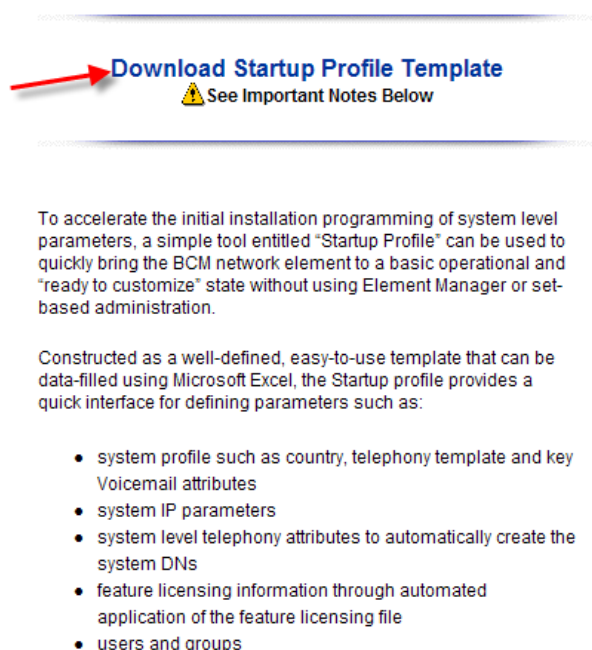 Download Startup Profile Template
See Important Notes Below
To accelerate the initial installation programming of system level
parameters, a simple tool entitled “Startup Profile” can be used to
quickly bring the BCM network element to a basic operational and
“ready to customize” state without using Element Manager or set-
based administration.
Constructed as a well-defined, easy-to-use template that can be
data-filled using Microsoft Excel, the Startup profile provides a
quick interface for defining parameters such as:
• system profile such as country, telephony template and key
Voicemail attributes
• system IP parameters
• system level telephony attributes to automatically create the
system DNs
• feature licensing information through automated
application of the feature licensing file
• users and groups